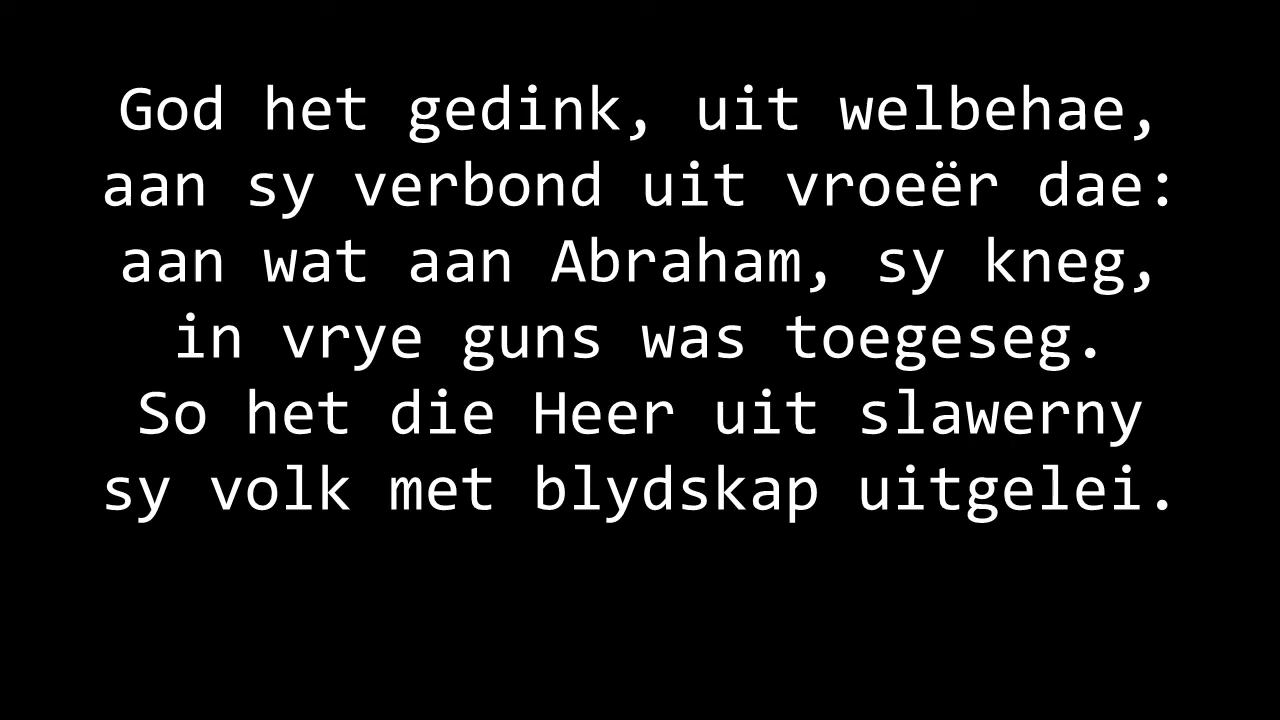 God het gedink, uit welbehae,
aan sy verbond uit vroeër dae:
aan wat aan Abraham, sy kneg,
in vrye guns was toegeseg.
So het die Heer uit slawerny
sy volk met blydskap uitgelei.